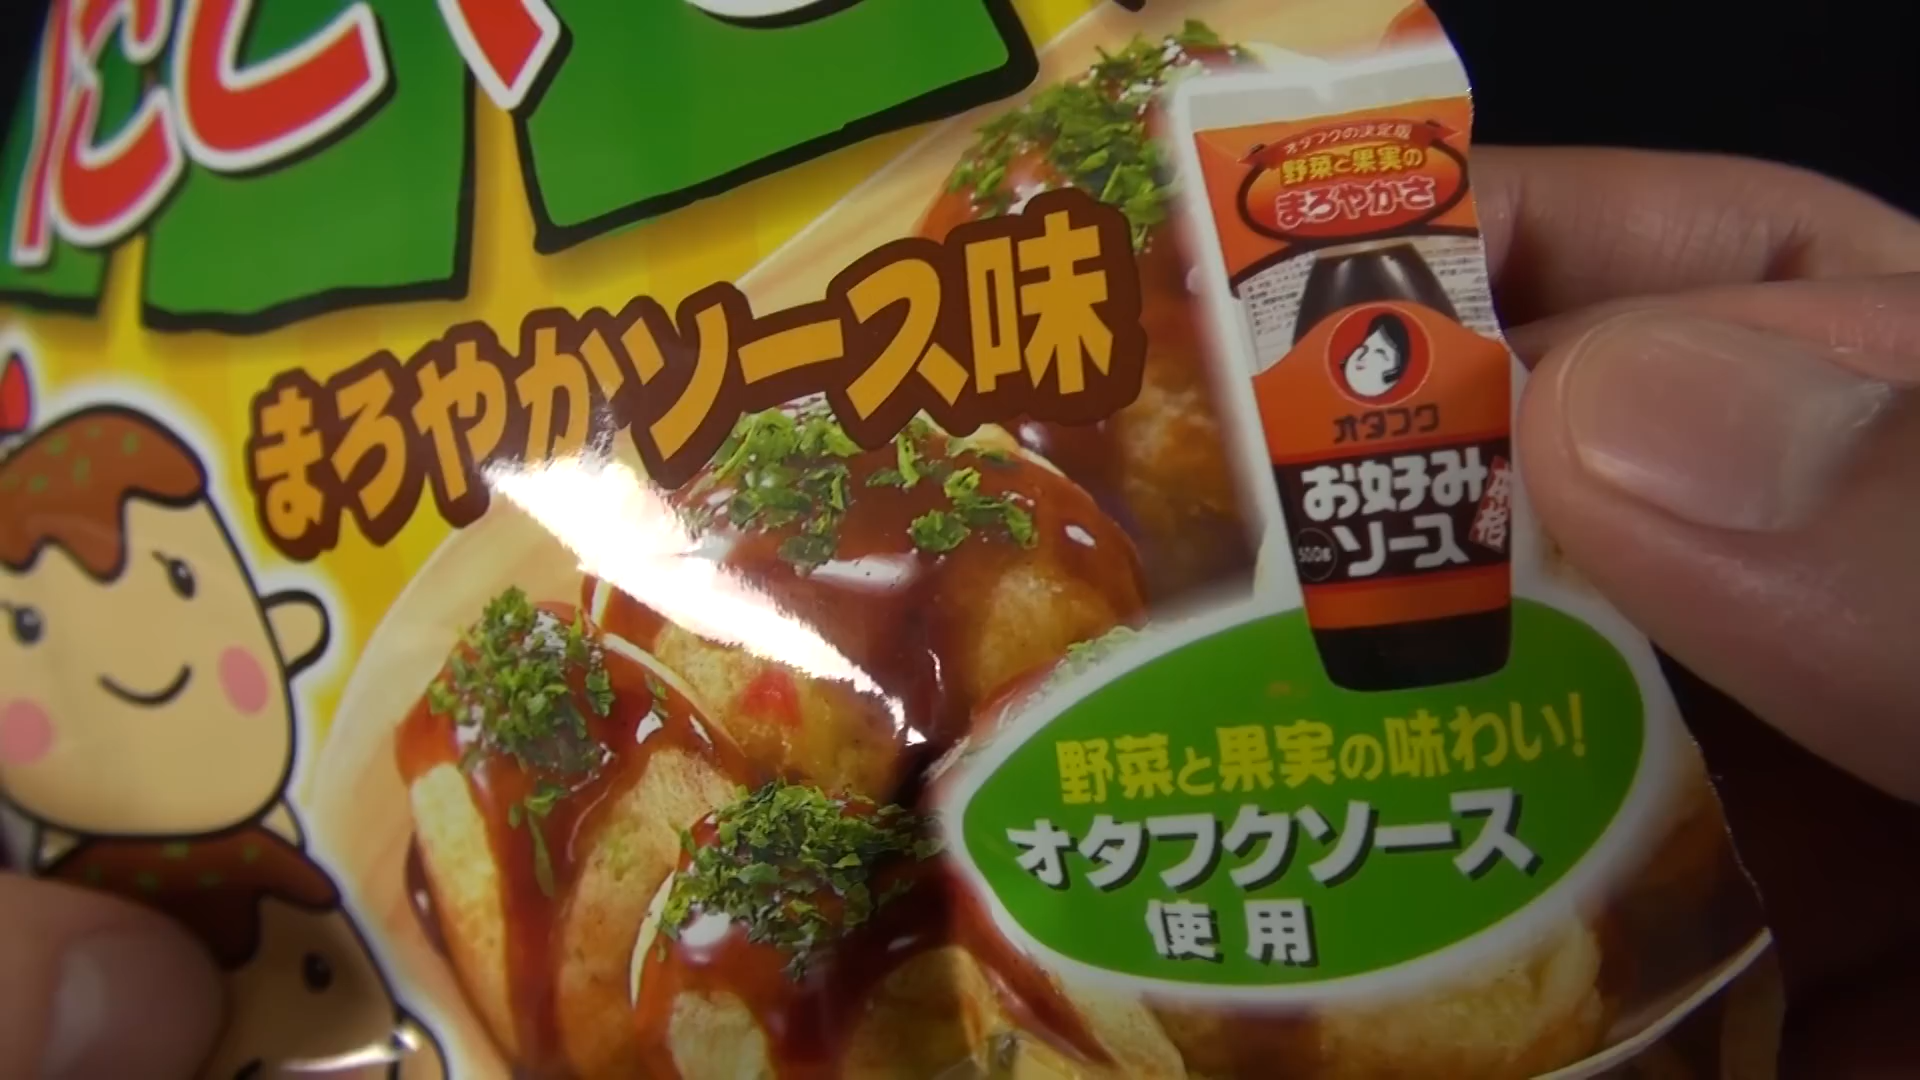 まろやかソース味
オタフクの決定版
野菜と果実の
まろやかさ
オタフク
お好み
ソース
本格
500g
野菜と果実の味わい!
オタフクソース
使用